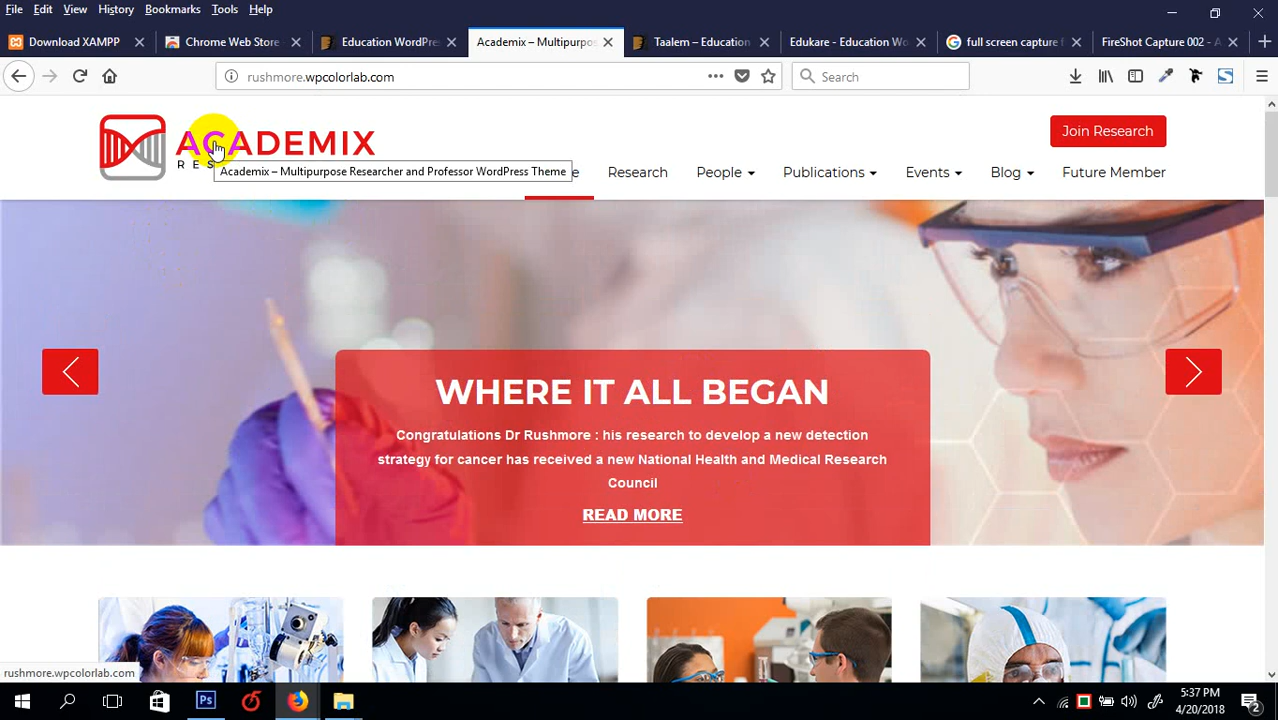 File Edit View History Bookmarks Tools Help
Download XAMPP
Chrome Web Store
Education WordPre
Academix – Multipurpos
Taalem – Education
Edukare - Education Wo
full screen capture f
FireShot Capture 002 - A
rushmore.wpcolorlab.com
Search
ACADEMIX
RES
Join Research
Academix – Multipurpose Researcher and Professor WordPress Theme
Research People Publications Events Blog Future Member
WHERE IT ALL BEGAN
Congratulations Dr Rushmore : his research to develop a new detection
strategy for cancer has received a new National Health and Medical Research
Council
READ MORE
rushmore.wpcolorlab.com
Ps
5:37 PM
4/20/2018
2